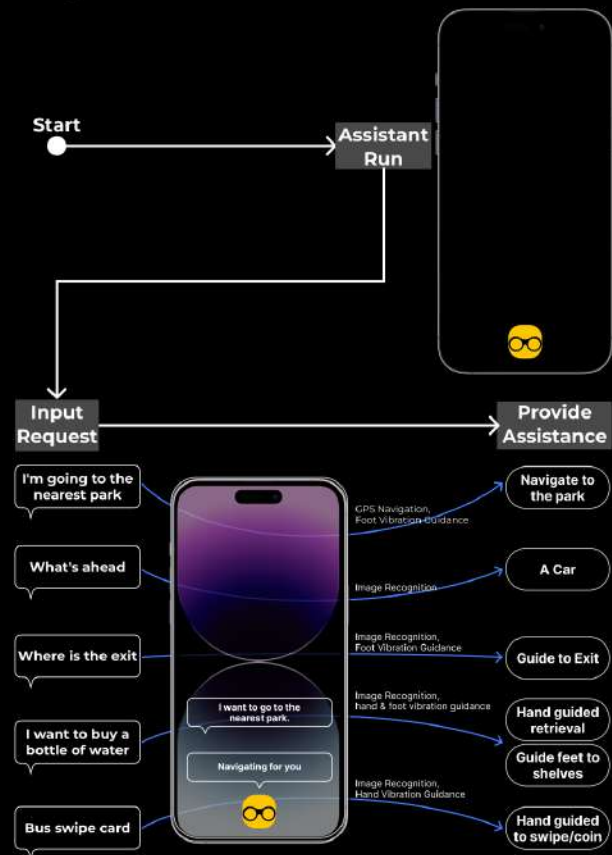 Start
Assistant
Run
Input
Request
Provide
Assistance
I'm going to the
nearest park
GPS Navigation,
Foot Vibration Guidance
Navigate to
the park
What's ahead
Image Recognition
A Car
Where is the exit
Image Recognition,
Foot Vibration Guidance
Guide to Exit
I want to buy a
bottle of water
Image Recognition,
hand & foot vibration guidance
Hand guided
retrieval
Guide feet to
shelves
I want to go to the
nearest park.
Navigating for you
Bus swipe card
Image Recognition,
Hand Vibration Guidance
Hand guided
to swipe/coin